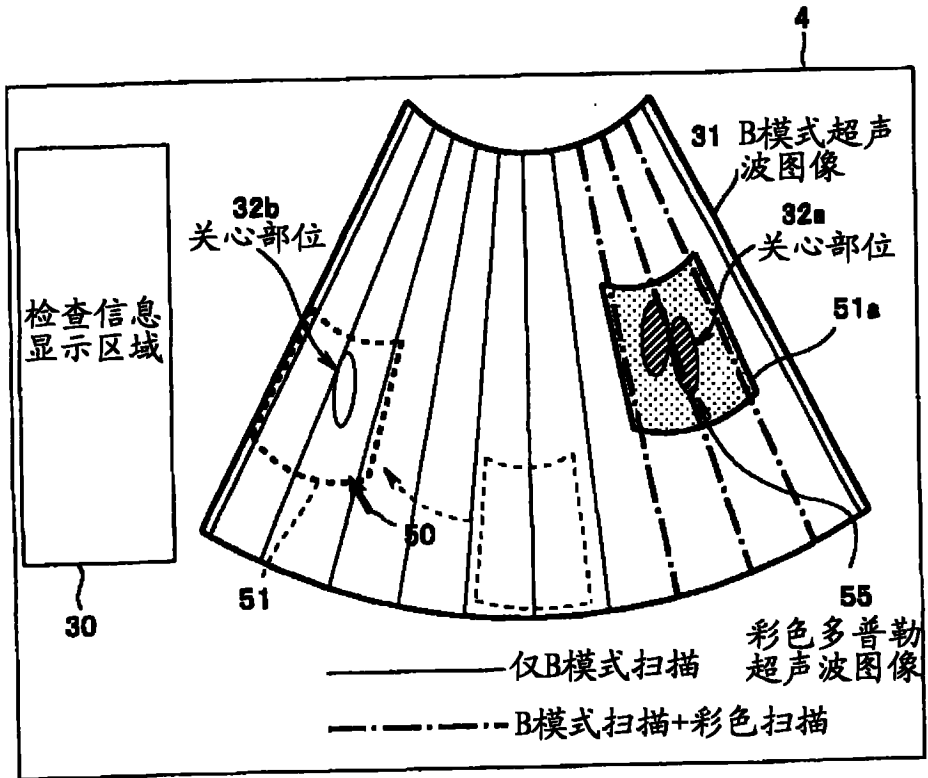 4
31 B模式超声
波图像
32b
关心部位
32a
关心部位
检查信息
显示区域
51a
50
51
30
55
彩色多普勒
超声波图像
仅B模式扫描
B模式扫描+彩色扫描